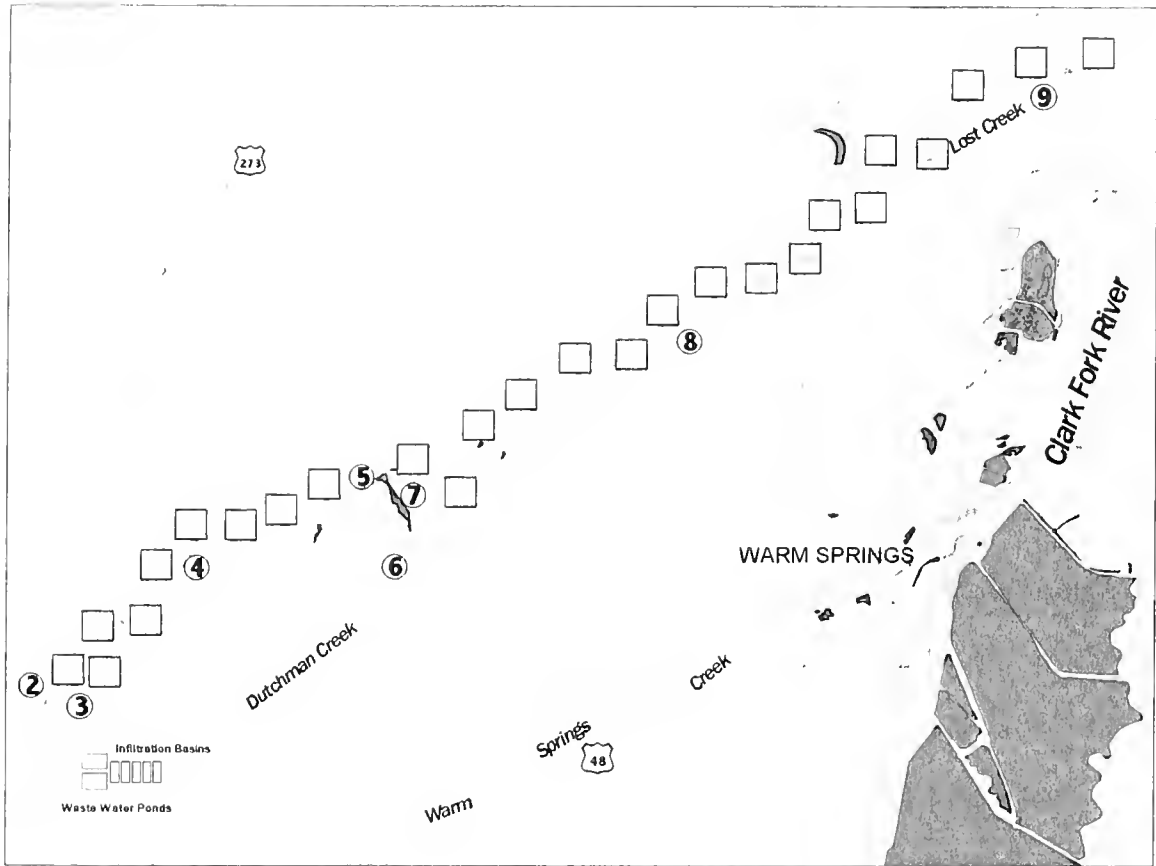 9
Lost Creek
273
8
Clark Fork River
5
7
4
6
WARM SPRINGS
Dutchman Creek
2
3
Warm Springs Creek
48
Infiltration Basins
Waste Water Ponds